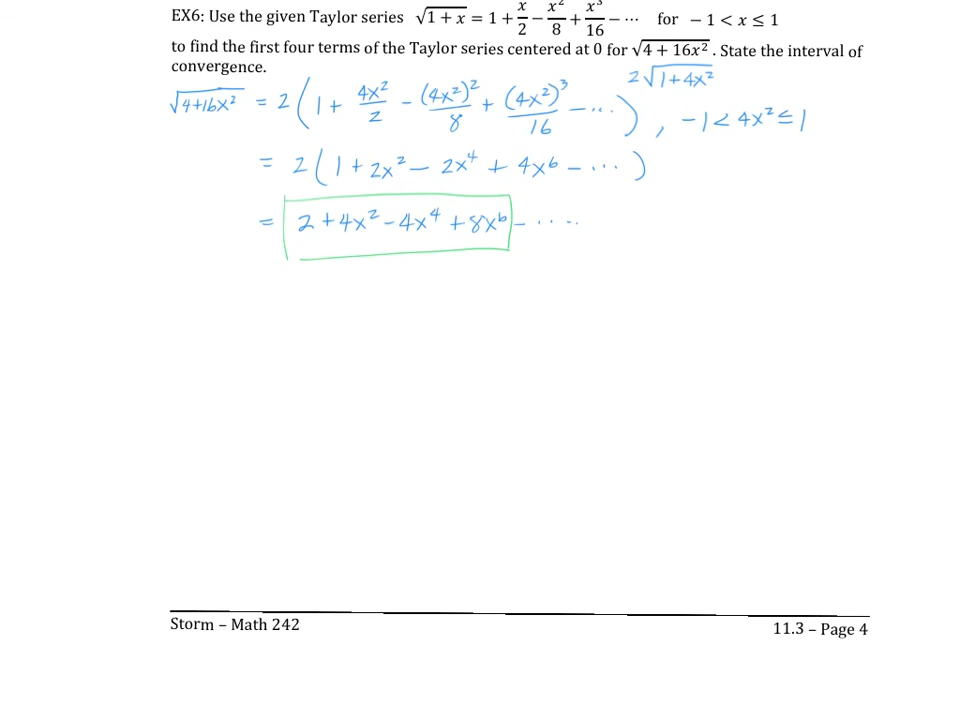 EX6: Use the given Taylor series √(1 + x) = 1 + x/2 − x²/8 + x³/16 − ⋯ for − 1 < x ≤ 1
to find the first four terms of the Taylor series centered at 0 for √(4 + 16x²) . State the interval of
convergence.
2√(1+4x²)
√(4+16x²) = 2(1 + 4x²/2 − (4x²)²/8 + (4x²)³/16 − ...) , −1 < 4x² ≤ 1
= 2(1 + 2x² − 2x⁴ + 4x⁶ − ...)
= 2 + 4x² − 4x⁴ + 8x⁶ − ....
Storm – Math 242
11.3 – Page 4